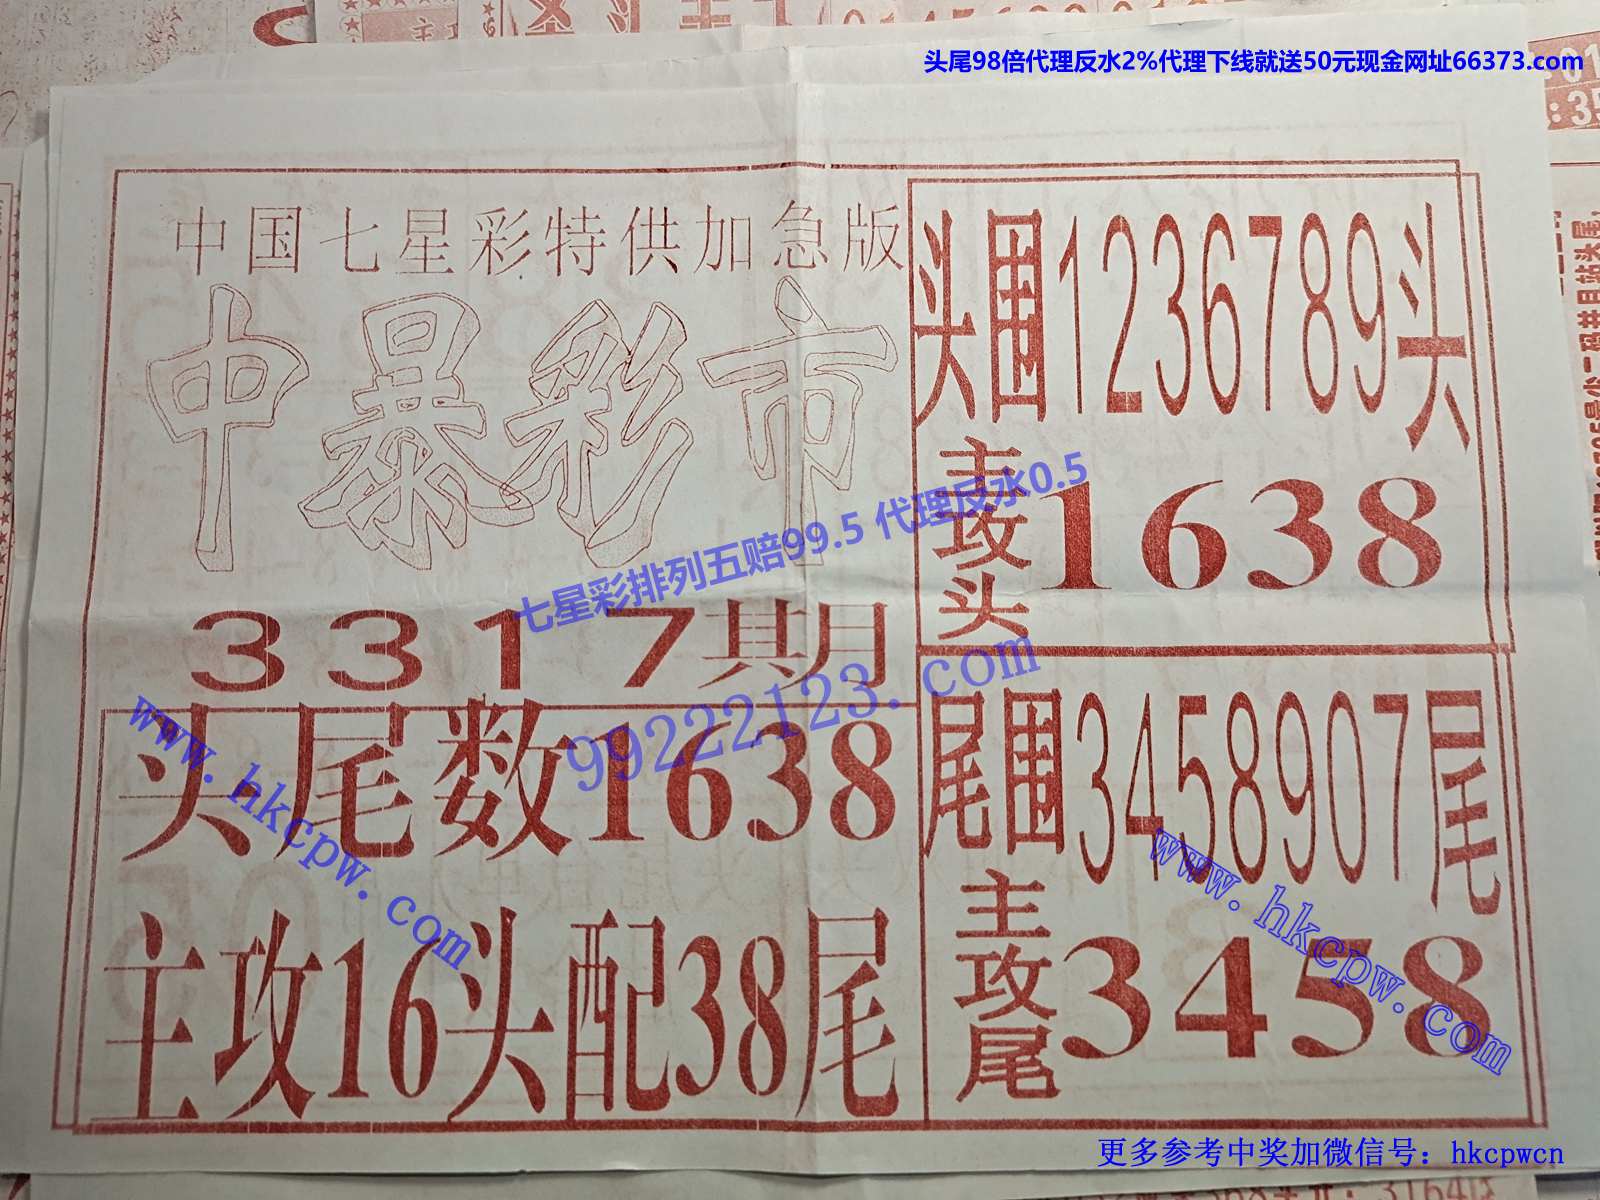 头尾98倍代理反水2%代理下线就送50元现金网址66373.com
中国七星彩特供加急版
中暴彩市
3317期
头尾数1638
主攻16头配38尾
头围1236789头
主攻头1638
尾围3458907尾
主攻尾3458
七星彩排列五赔99.5 代理反水0.5
99222123.com
www.hkcpw.com
www.hkcpw.com
更多参考中奖加微信号：hkcpwcn